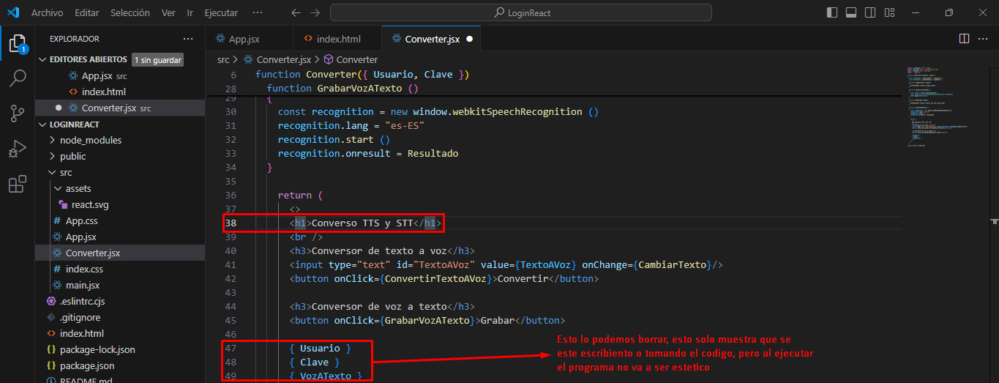 Archivo Editar Selección Ver Ir Ejecutar ··· LoginReact
EXPLORADOR ···
EDITORES ABIERTOS 1 sin guardar
App.jsx src
index.html
Converter.jsx src
LOGINREACT
node_modules
public
src
assets
react.svg
App.css
App.jsx
Converter.jsx
index.css
main.jsx
.eslintrc.cjs
.gitignore
index.html
package-lock.json
package.json
README.md
1
App.jsx index.html Converter.jsx
src > Converter.jsx > Converter
6 function Converter({ Usuario, Clave })
28 function GrabarVozATexto ()
29 {
30 const recognition = new window.webkitSpeechRecognition ()
31 recognition.lang = "es-ES"
32 recognition.start ()
33 recognition.onresult = Resultado
34 }
35
36 return (
37 <>
38 <h1>Converso TTS y STT</h1>
39 <br />
40 <h3>Conversor de texto a voz</h3>
41 <input type="text" id="TextoAVoz" value={TextoAVoz} onChange={CambiarTexto}/>
42 <button onClick={ConvertirTextoAVoz}>Convertir</button>
43
44 <h3>Conversor de voz a texto</h3>
45 <button onClick={GrabarVozATexto}>Grabar</button>
46
47 { Usuario }
48 { Clave }
49 { VozATexto }
Esto lo podemos borrar, esto solo muestra que se
este escribiento o tomando el codigo, pero al ejecutar
el programa no va a ser estetico